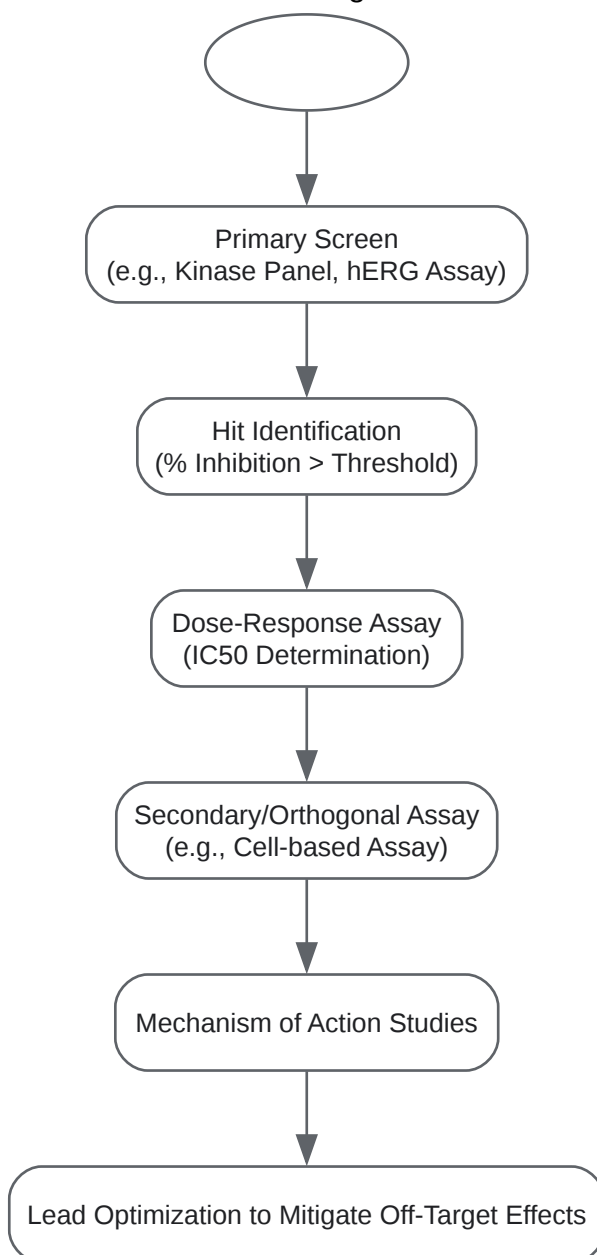 Primary Screen
(e.g., Kinase Panel, hERG Assay)
Hit Identification
(% Inhibition > Threshold)
Dose-Response Assay
(IC50 Determination)
Secondary/Orthogonal Assay
(e.g., Cell-based Assay)
Mechanism of Action Studies
Lead Optimization to Mitigate Off-Target Effects